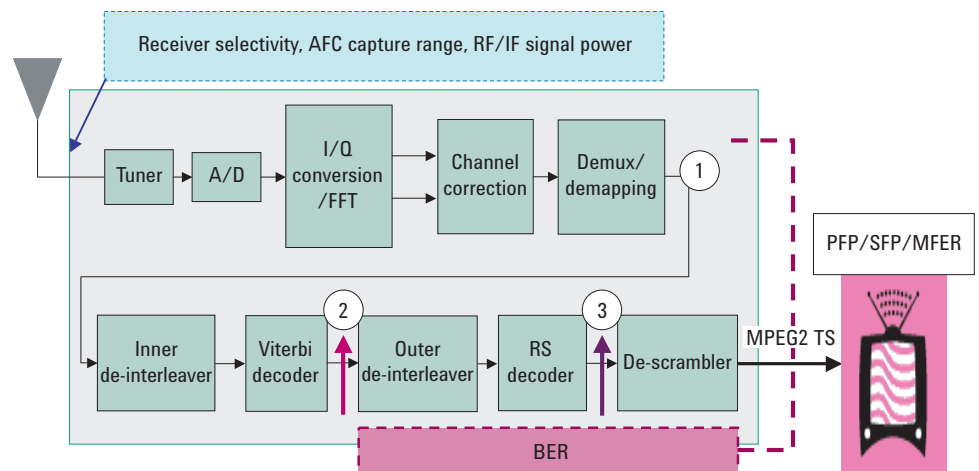 Receiver selectivity, AFC capture range, RF/IF signal power
Tuner
A/D
I/Q
conversion
/FFT
Channel
correction
Demux/
demapping
1
PFP/SFP/MFER
Inner
de-interleaver
Viterbi
decoder
2
Outer
de-interleaver
RS
decoder
3
De-scrambler
MPEG2 TS
BER